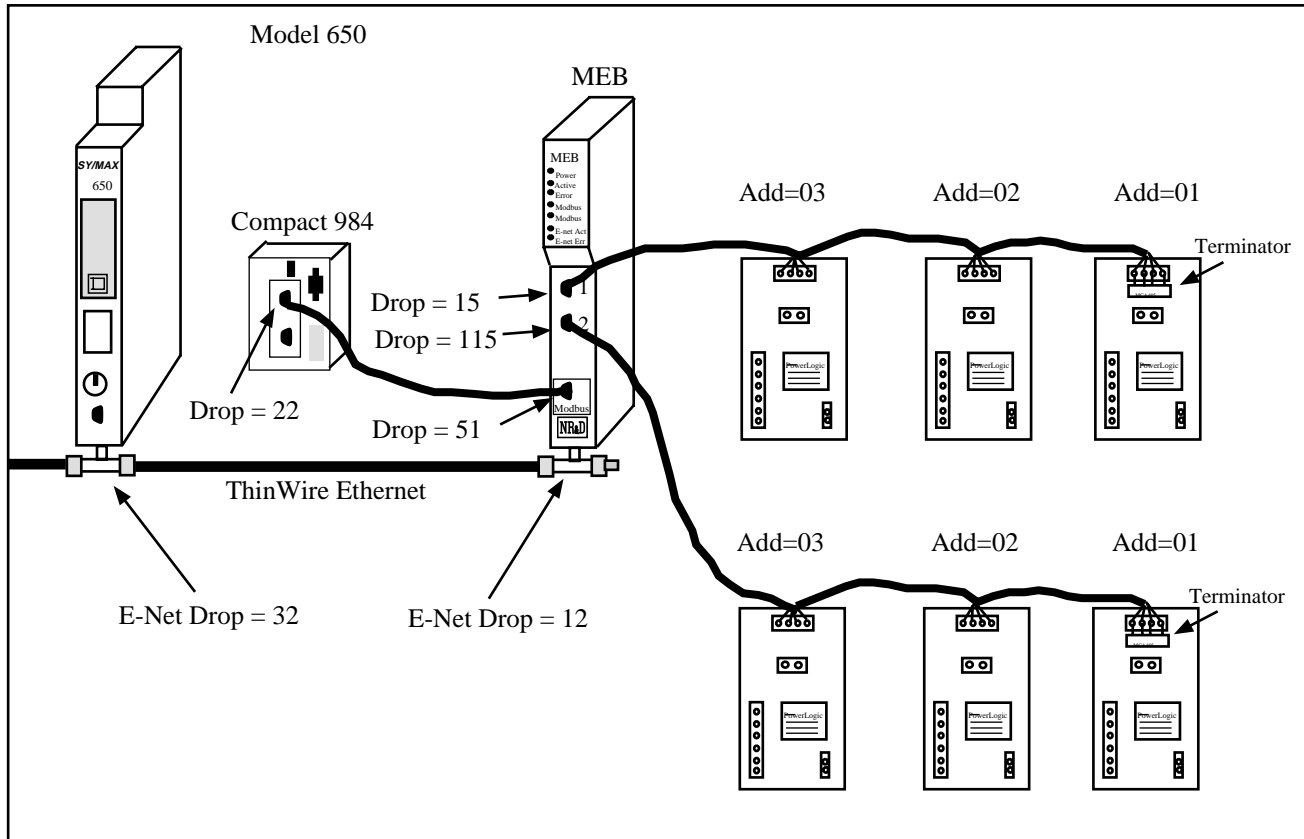 Model 650
MEB
SY/MAX
650
Compact 984
MEB
Power
Active
Error
Modbus
Modbus
E-net Act
E-net Err
1
2
Modbus
NR&D
Drop = 15
Drop = 115
Drop = 22
Drop = 51
ThinWire Ethernet
E-Net Drop = 32
E-Net Drop = 12
Add=03
Add=02
Add=01
Terminator
PowerLogic
PowerLogic
PowerLogic
Add=03
Add=02
Add=01
Terminator
PowerLogic
PowerLogic
PowerLogic